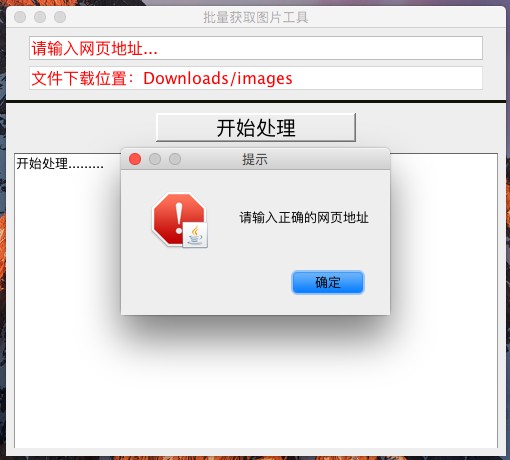 批量获取图片工具
请输入网页地址...
文件下载位置：Downloads/images
开始处理
开始处理.........
提示
请输入正确的网页地址
确定